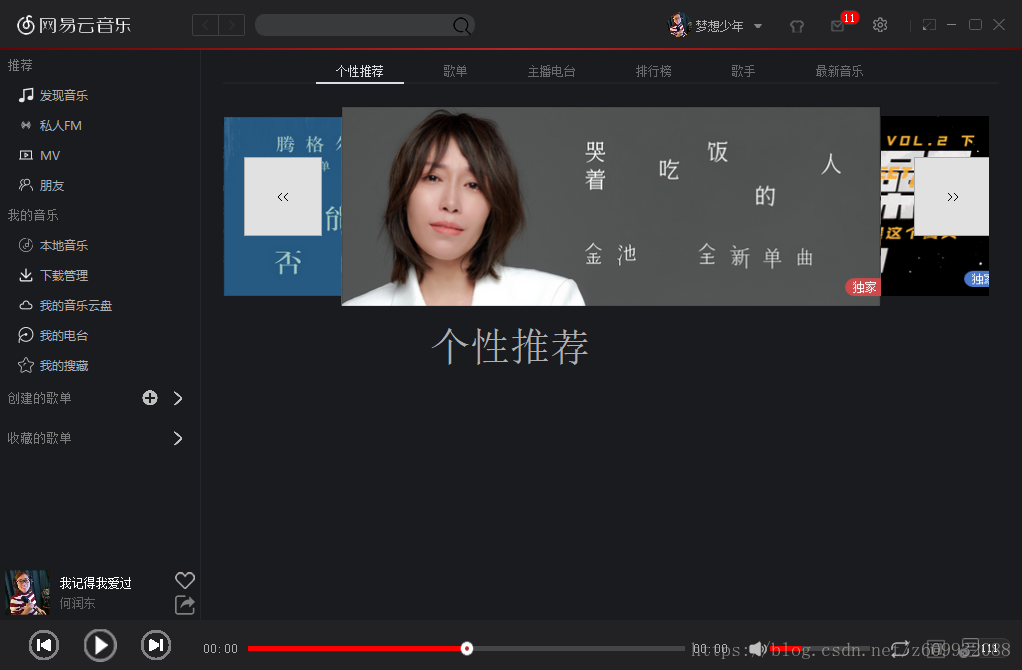 网易云音乐
梦想少年
11
推荐
发现音乐
私人FM
MV
朋友
我的音乐
本地音乐
下载管理
我的音乐云盘
我的电台
我的搜藏
创建的歌单
收藏的歌单
个性推荐 歌单 主播电台 排行榜 歌手 最新音乐
腾格
能
否
<<
哭着吃饭的人
金池 全新单曲
独家
VOL.2 下
>>
独家
个性推荐
我记得我爱过
何润东
00:00
00:00
111